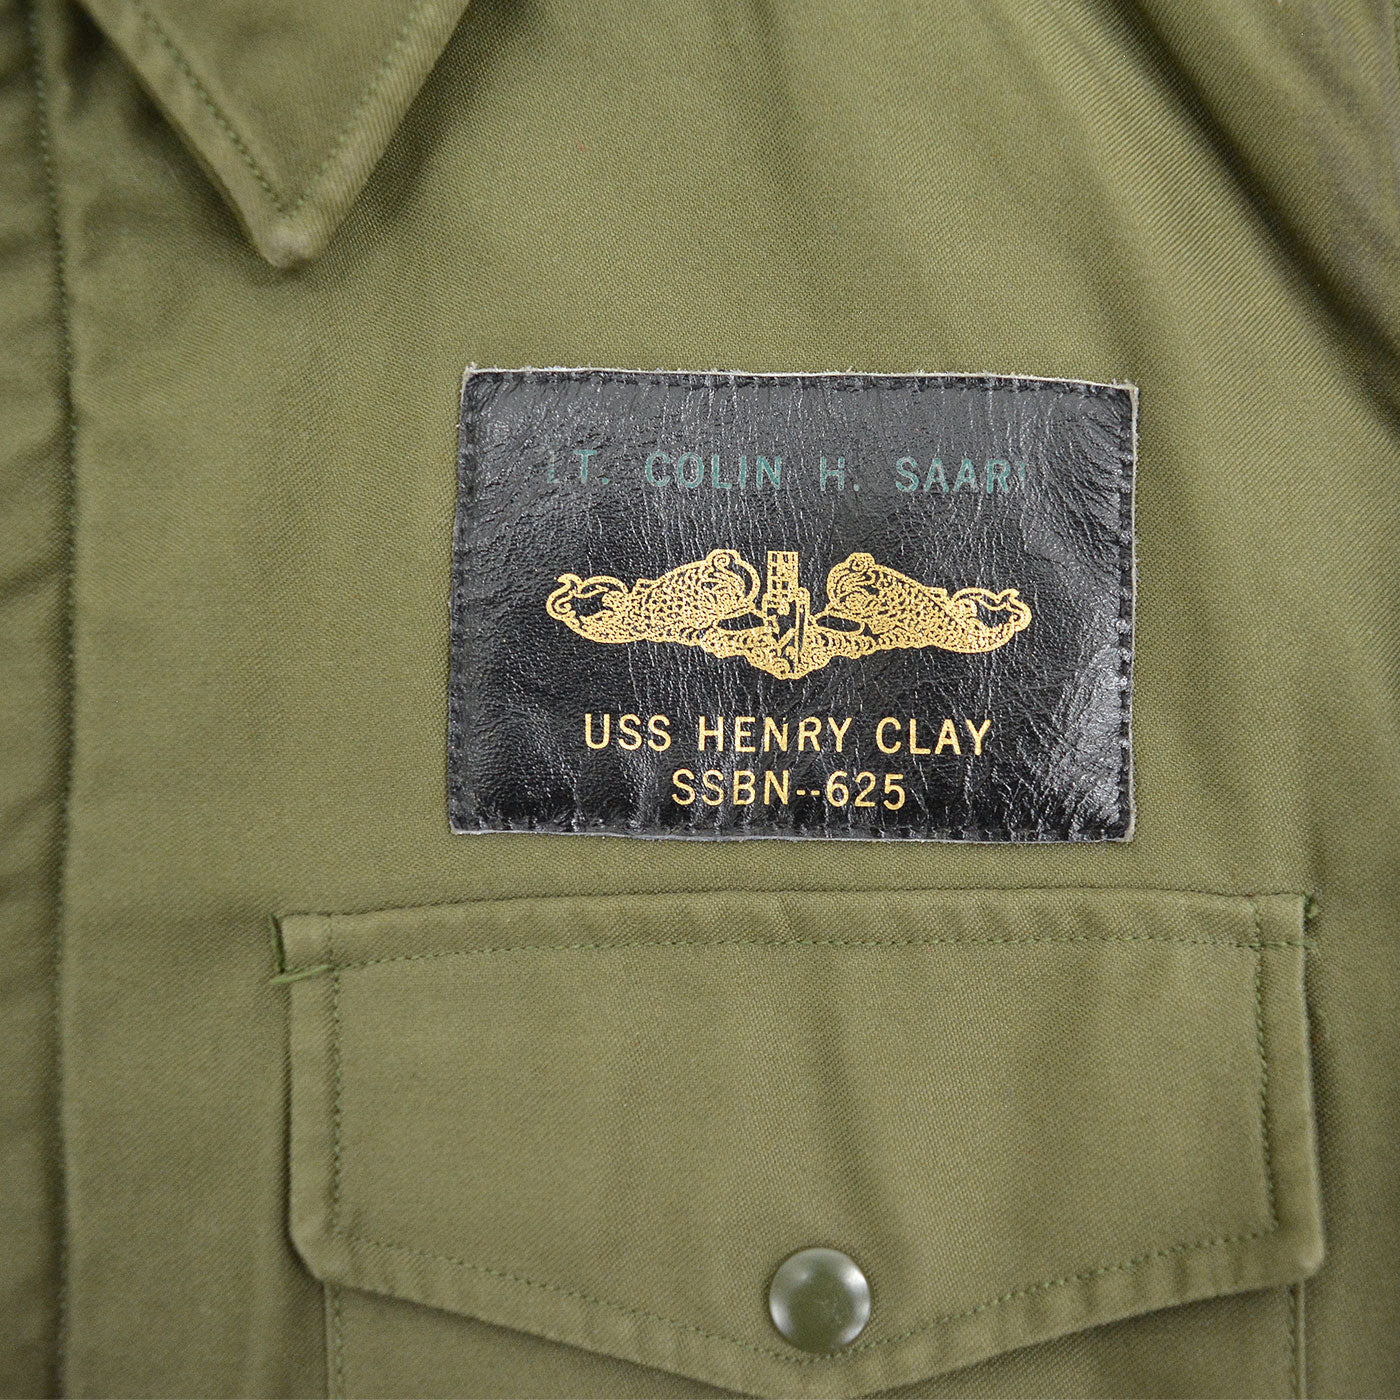 LT. COLIN H. SAARI
USS HENRY CLAY
SSBN--625